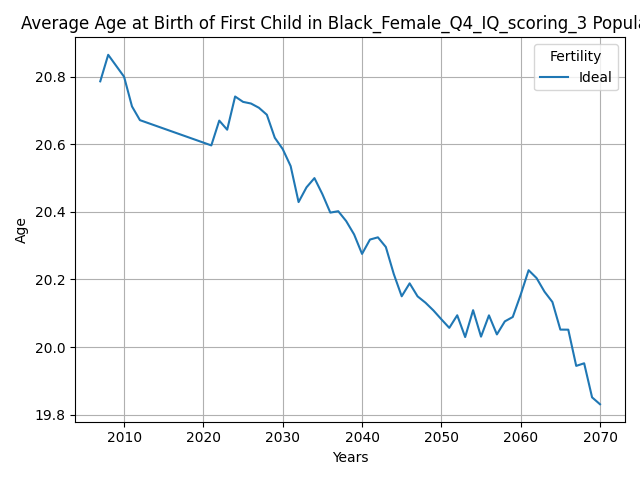 Average Age at Birth of First Child in Black_Female_Q4_IQ_scoring_3 Popula
Fertility
Ideal
20.8
20.6
20.4
20.2
20.0
19.8
Age
2010 2020 2030 2040 2050 2060 2070
Years